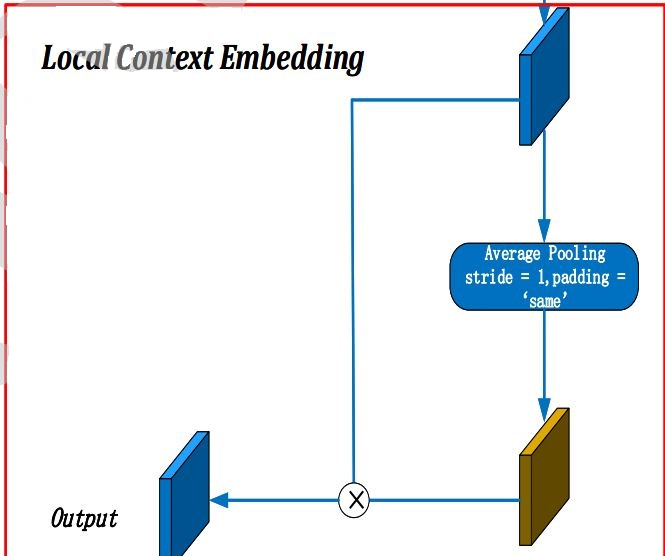 Local Context Embedding
Average Pooling
stride = 1,padding =
‘same’
X
Output